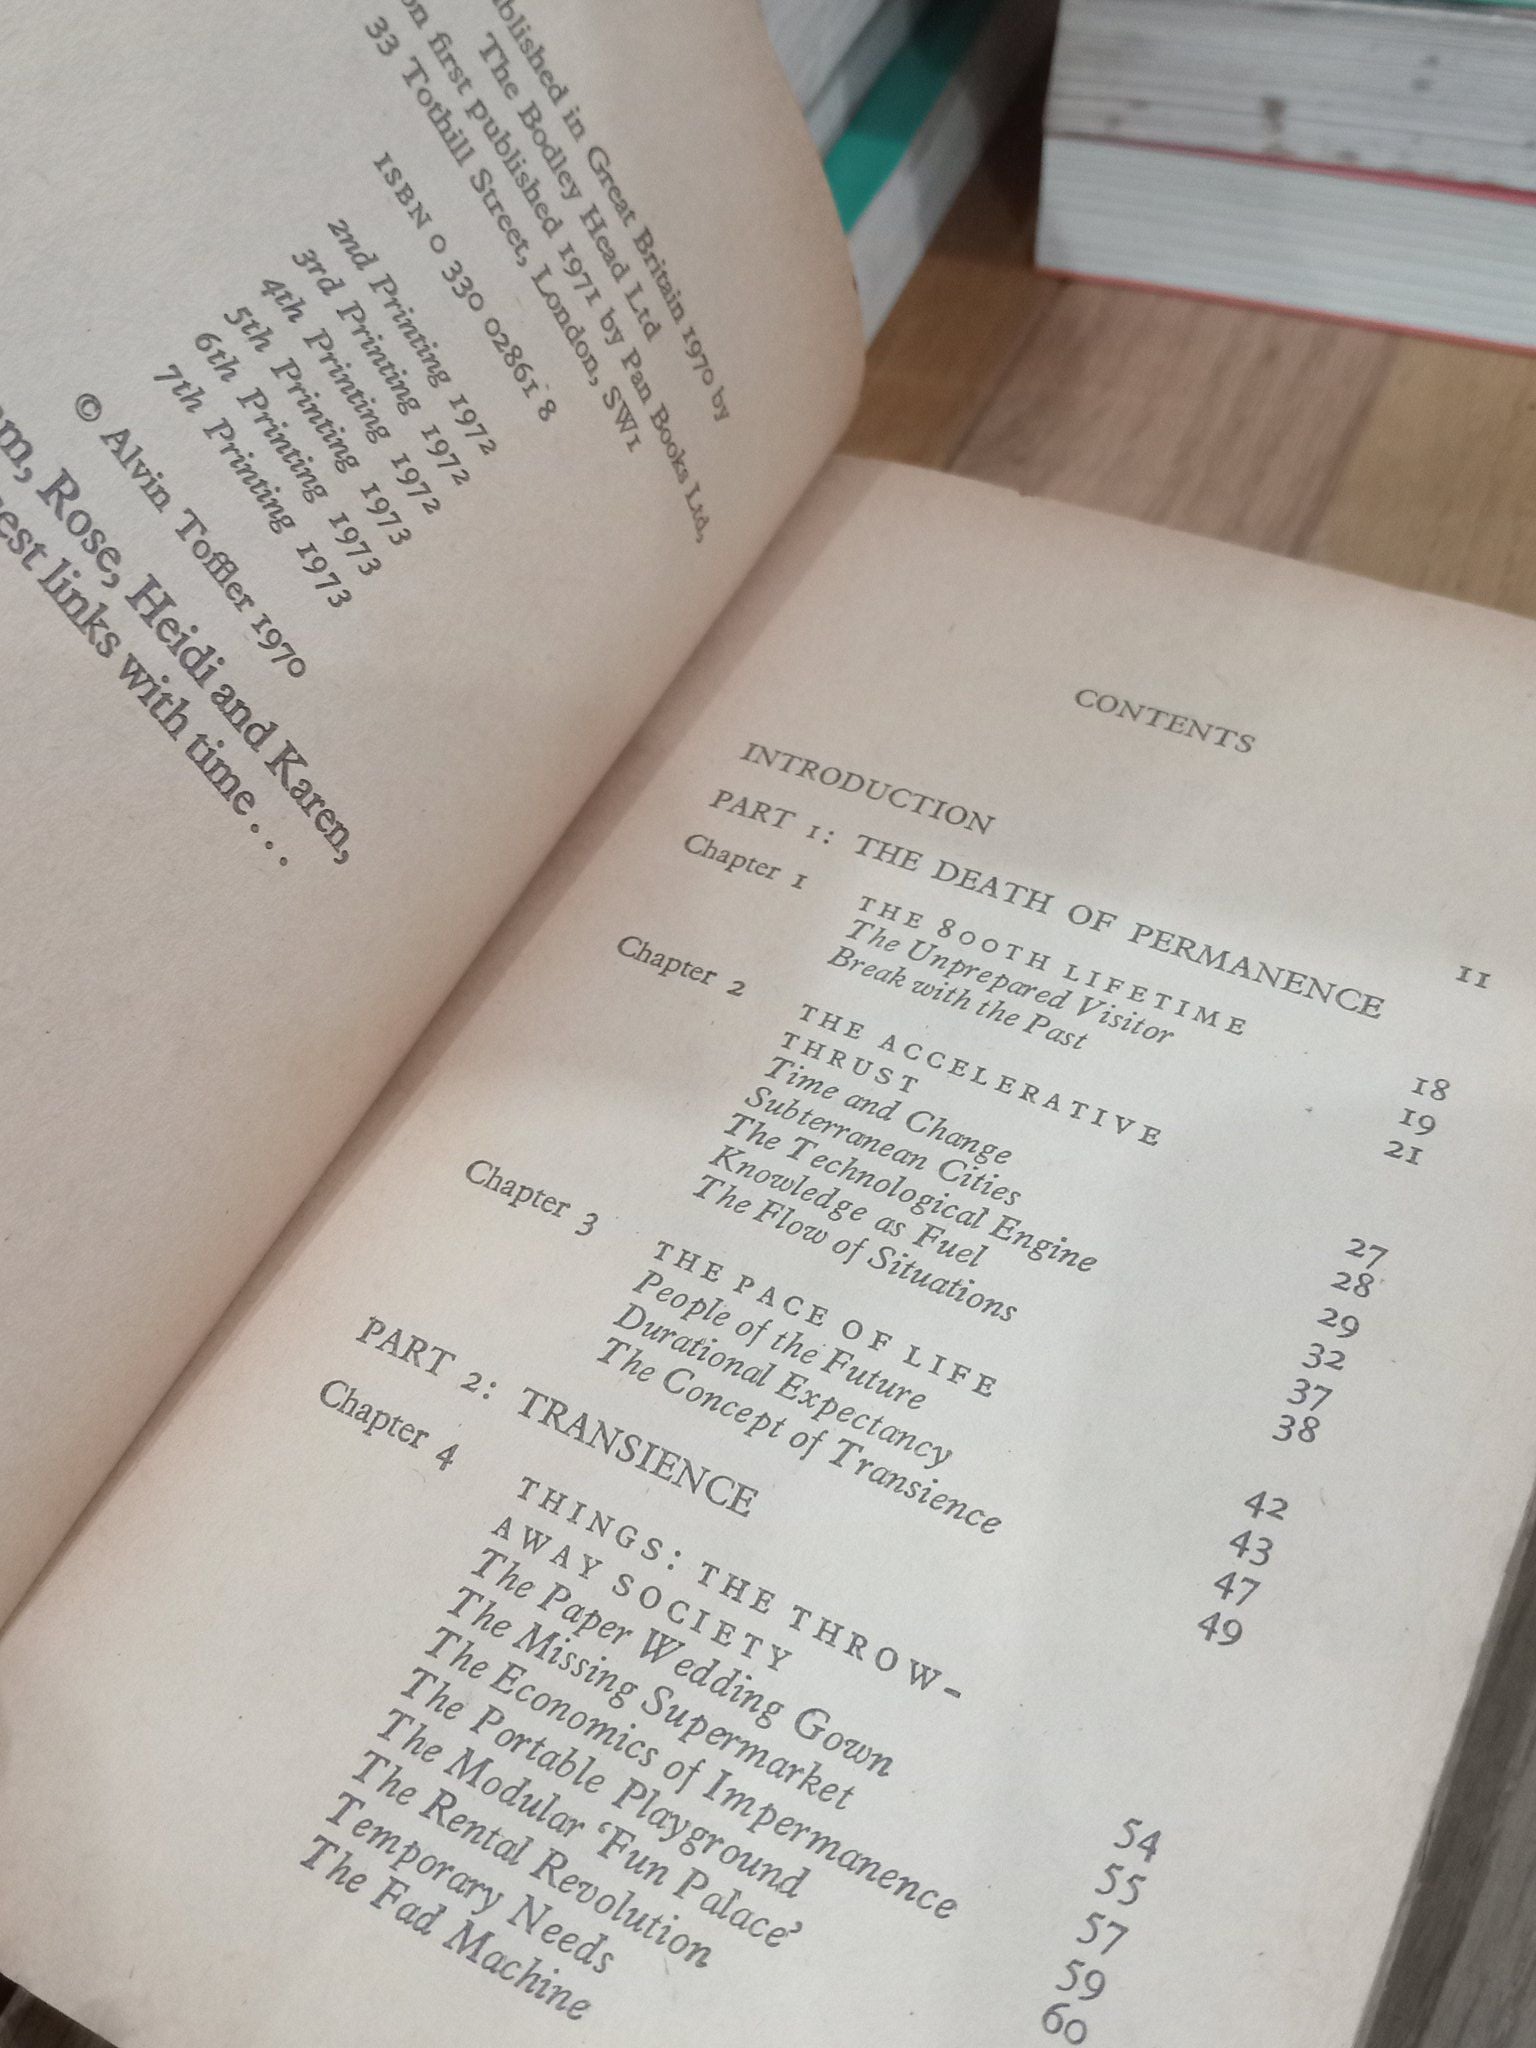 blished in Great Britain 1970 by
The Bodley Head Ltd
on first published 1971 by Pan Books Ltd,
33 Tothill Street, London, SW1
ISBN 0 330 02861 8
2nd Printing 1972
3rd Printing 1972
4th Printing 1972
5th Printing 1973
6th Printing 1973
7th Printing 1973
© Alvin Toffler 1970
m, Rose, Heidi and Karen,
est links with time . . .
CONTENTS
INTRODUCTION 11
PART 1: THE DEATH OF PERMANENCE
Chapter 1 THE 800TH LIFETIME 18
The Unprepared Visitor 19
Break with the Past 21
Chapter 2 THE ACCELERATIVE
THRUST 27
Time and Change 28
Subterranean Cities 29
The Technological Engine 32
Knowledge as Fuel 37
The Flow of Situations 38
Chapter 3 THE PACE OF LIFE 42
People of the Future 43
Durational Expectancy 47
The Concept of Transience 49
PART 2: TRANSIENCE
Chapter 4 THINGS: THE THROW-
AWAY SOCIETY 54
The Paper Wedding Gown 55
The Missing Supermarket 57
The Economics of Impermanence 59
The Portable Playground 60
The Modular ‘Fun Palace’
The Rental Revolution
Temporary Needs
The Fad Machine